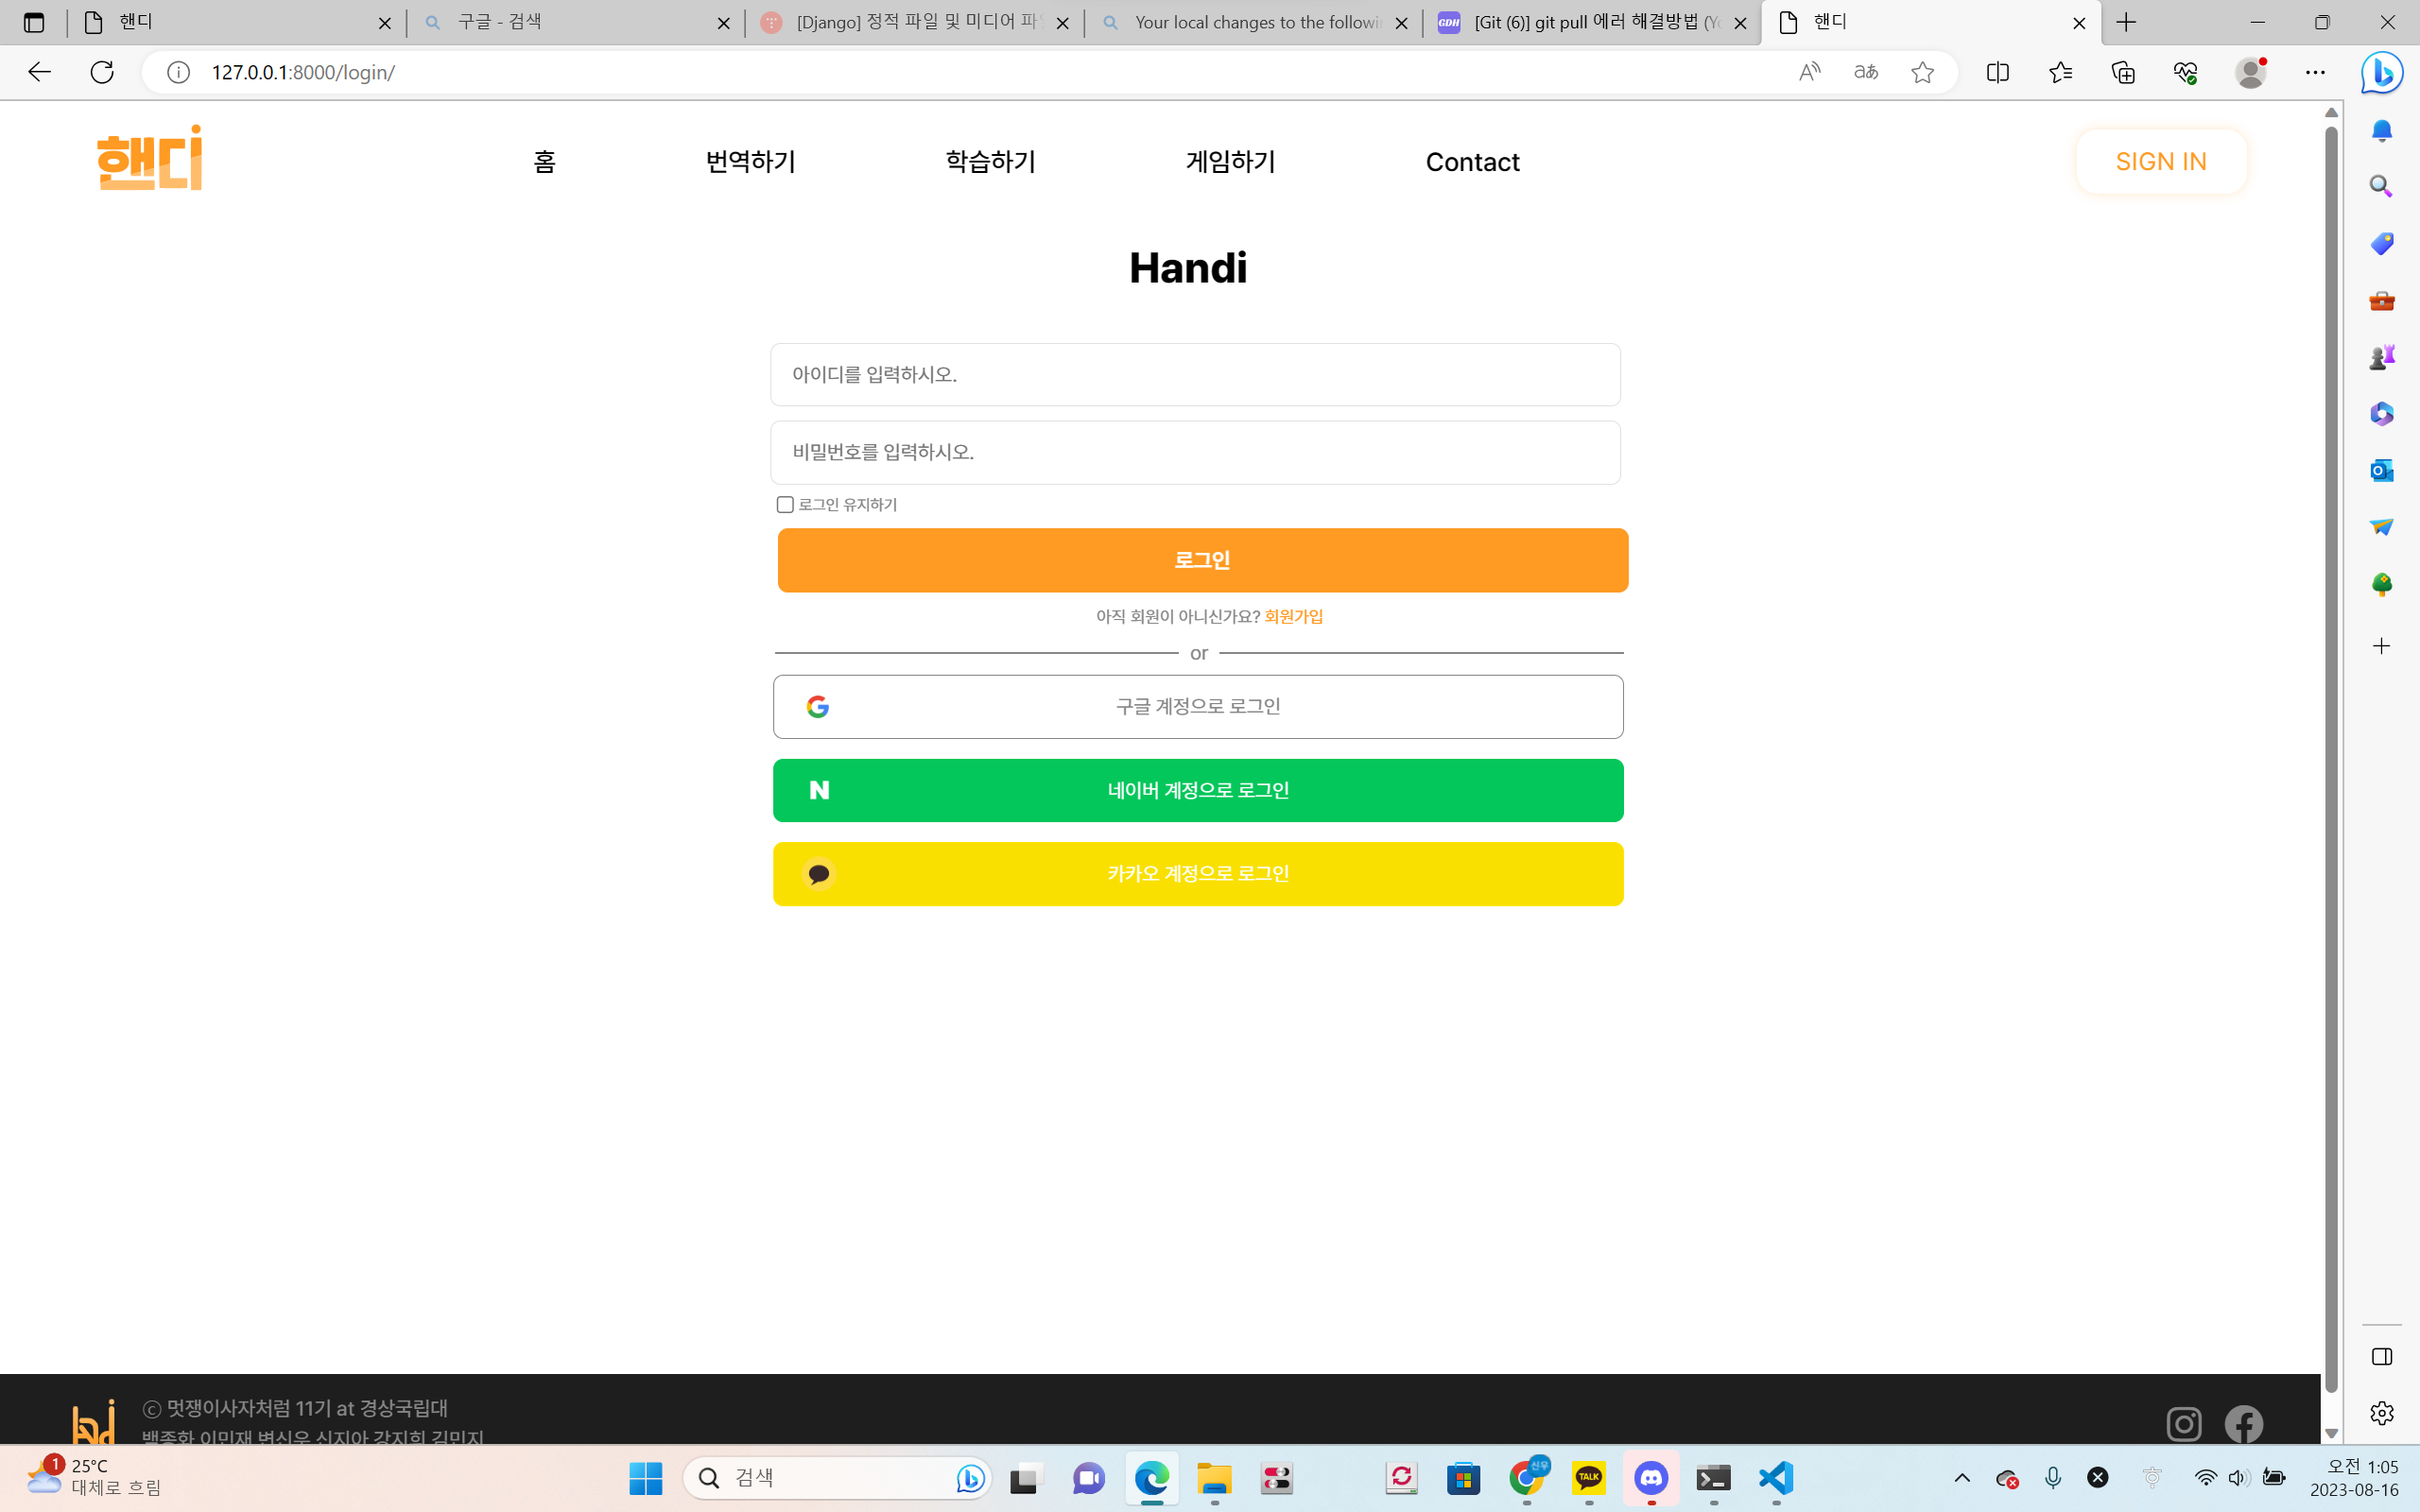 핸디
구글 - 검색
[Django] 정적 파일 및 미디어 파
Your local changes to the followi
[Git (6)] git pull 에러 해결방법 (Yo
핸디
127.0.0.1:8000/login/
핸디
홈
번역하기
학습하기
게임하기
Contact
SIGN IN
Handi
아이디를 입력하시오.
비밀번호를 입력하시오.
로그인 유지하기
로그인
아직 회원이 아니신가요? 회원가입
or
구글 계정으로 로그인
N 네이버 계정으로 로그인
카카오 계정으로 로그인
ⓒ 멋쟁이사자처럼 11기 at 경상국립대
백종화 이민재 변신우 신지아 강지희 김민지
1
25°C
대체로 흐림
검색
신우
TALK
오전 1:05
2023-08-16